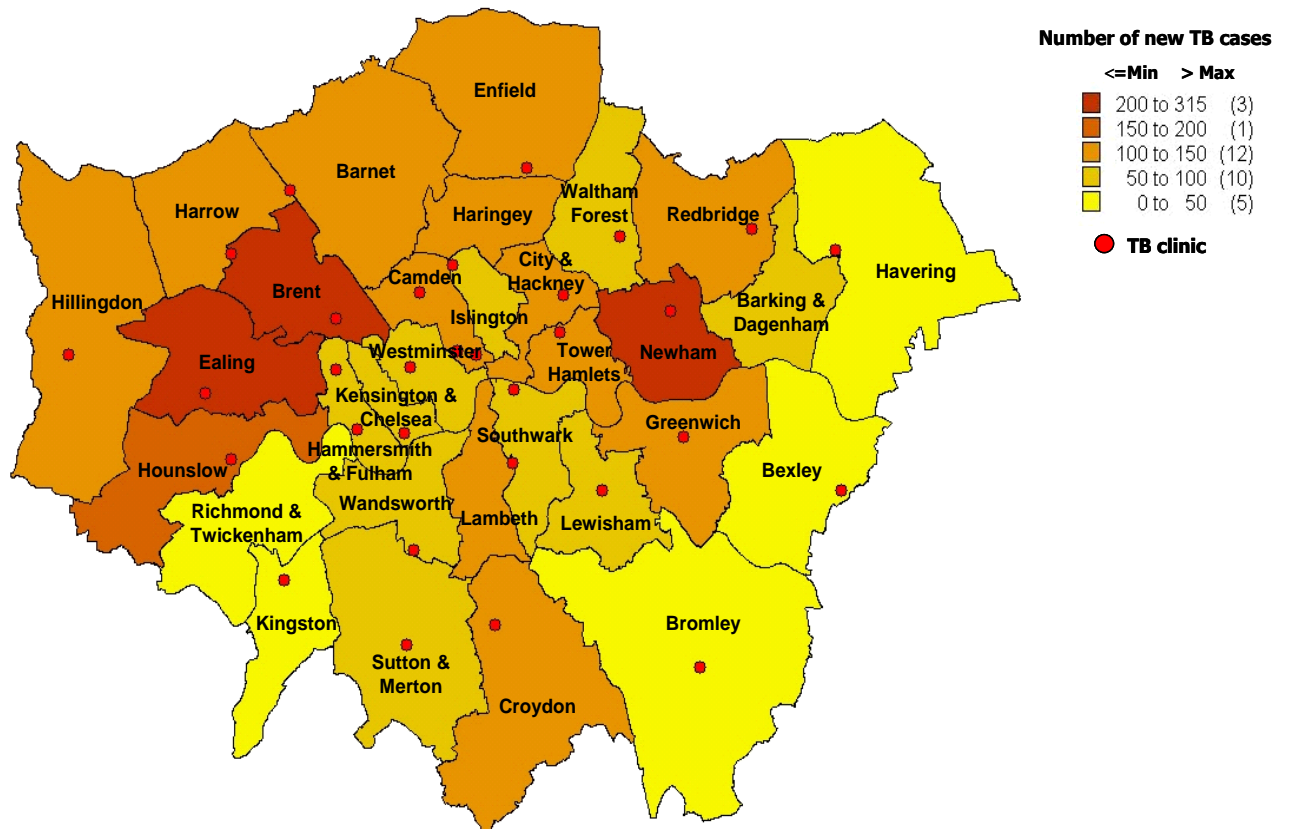 Number of new TB cases
<=Min > Max
200 to 315 (3)
150 to 200 (1)
100 to 150 (12)
50 to 100 (10)
0 to 50 (5)
TB clinic
Enfield
Barnet
Harrow
Haringey
Waltham
Forest
Redbridge
Havering
Hillingdon
Brent
Camden
City &
Hackney
Islington
Barking &
Dagenham
Ealing
Westminster
Tower
Hamlets
Newham
Kensington &
Chelsea
Hammersmith
& Fulham
Southwark
Greenwich
Hounslow
Bexley
Wandsworth
Lambeth
Lewisham
Richmond &
Twickenham
Kingston
Sutton &
Merton
Croydon
Bromley